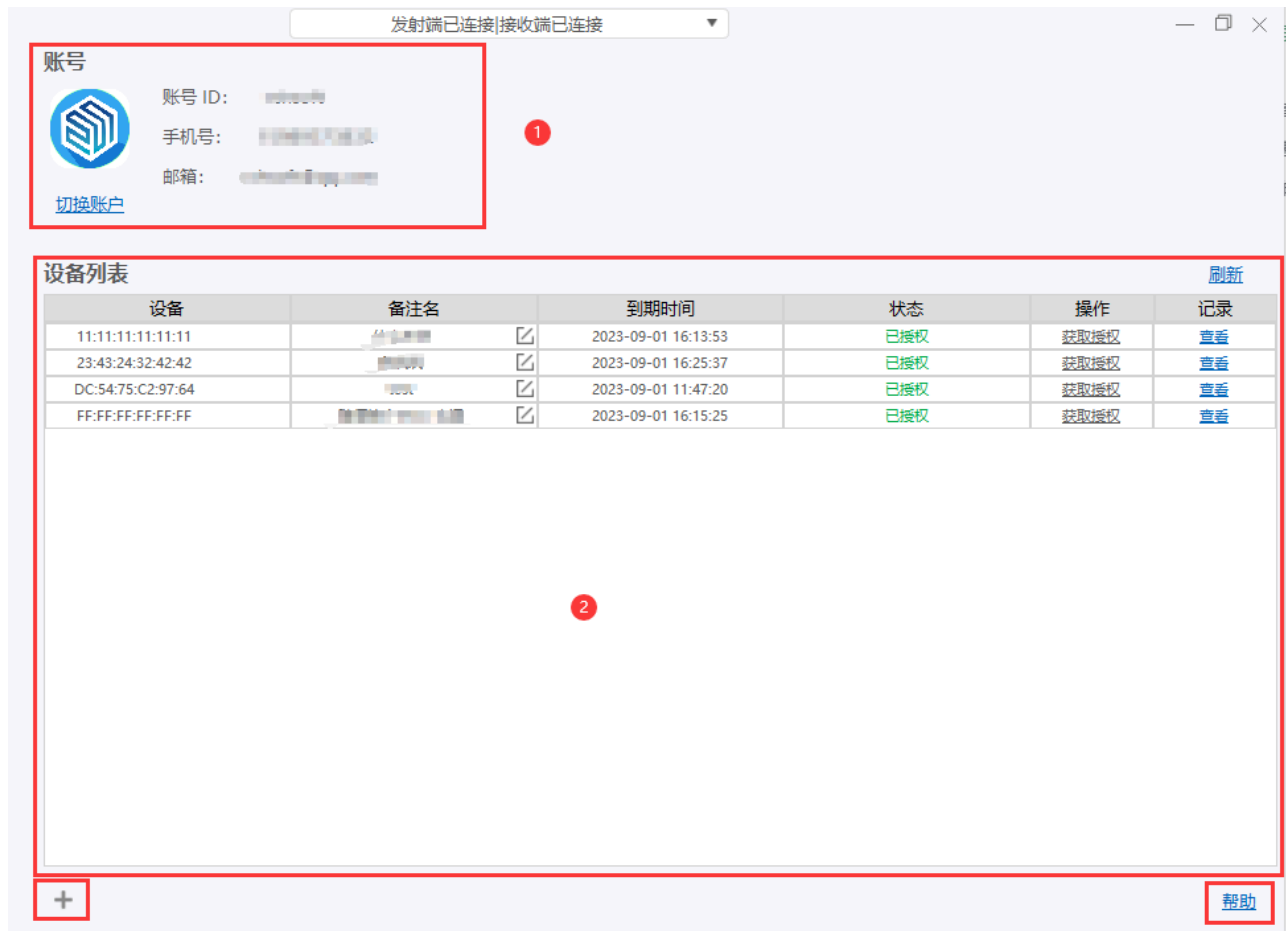 发射端已连接|接收端已连接
账号
账号 ID:
手机号:
邮箱:
切换账户
1
设备列表
刷新
设备 备注名 到期时间 状态 操作 记录
11:11:11:11:11:11 2023-09-01 16:13:53 已授权 获取授权 查看
23:43:24:32:42:42 2023-09-01 16:25:37 已授权 获取授权 查看
DC:54:75:C2:97:64 2023-09-01 11:47:20 已授权 获取授权 查看
FF:FF:FF:FF:FF:FF 2023-09-01 16:15:25 已授权 获取授权 查看
2
+
帮助